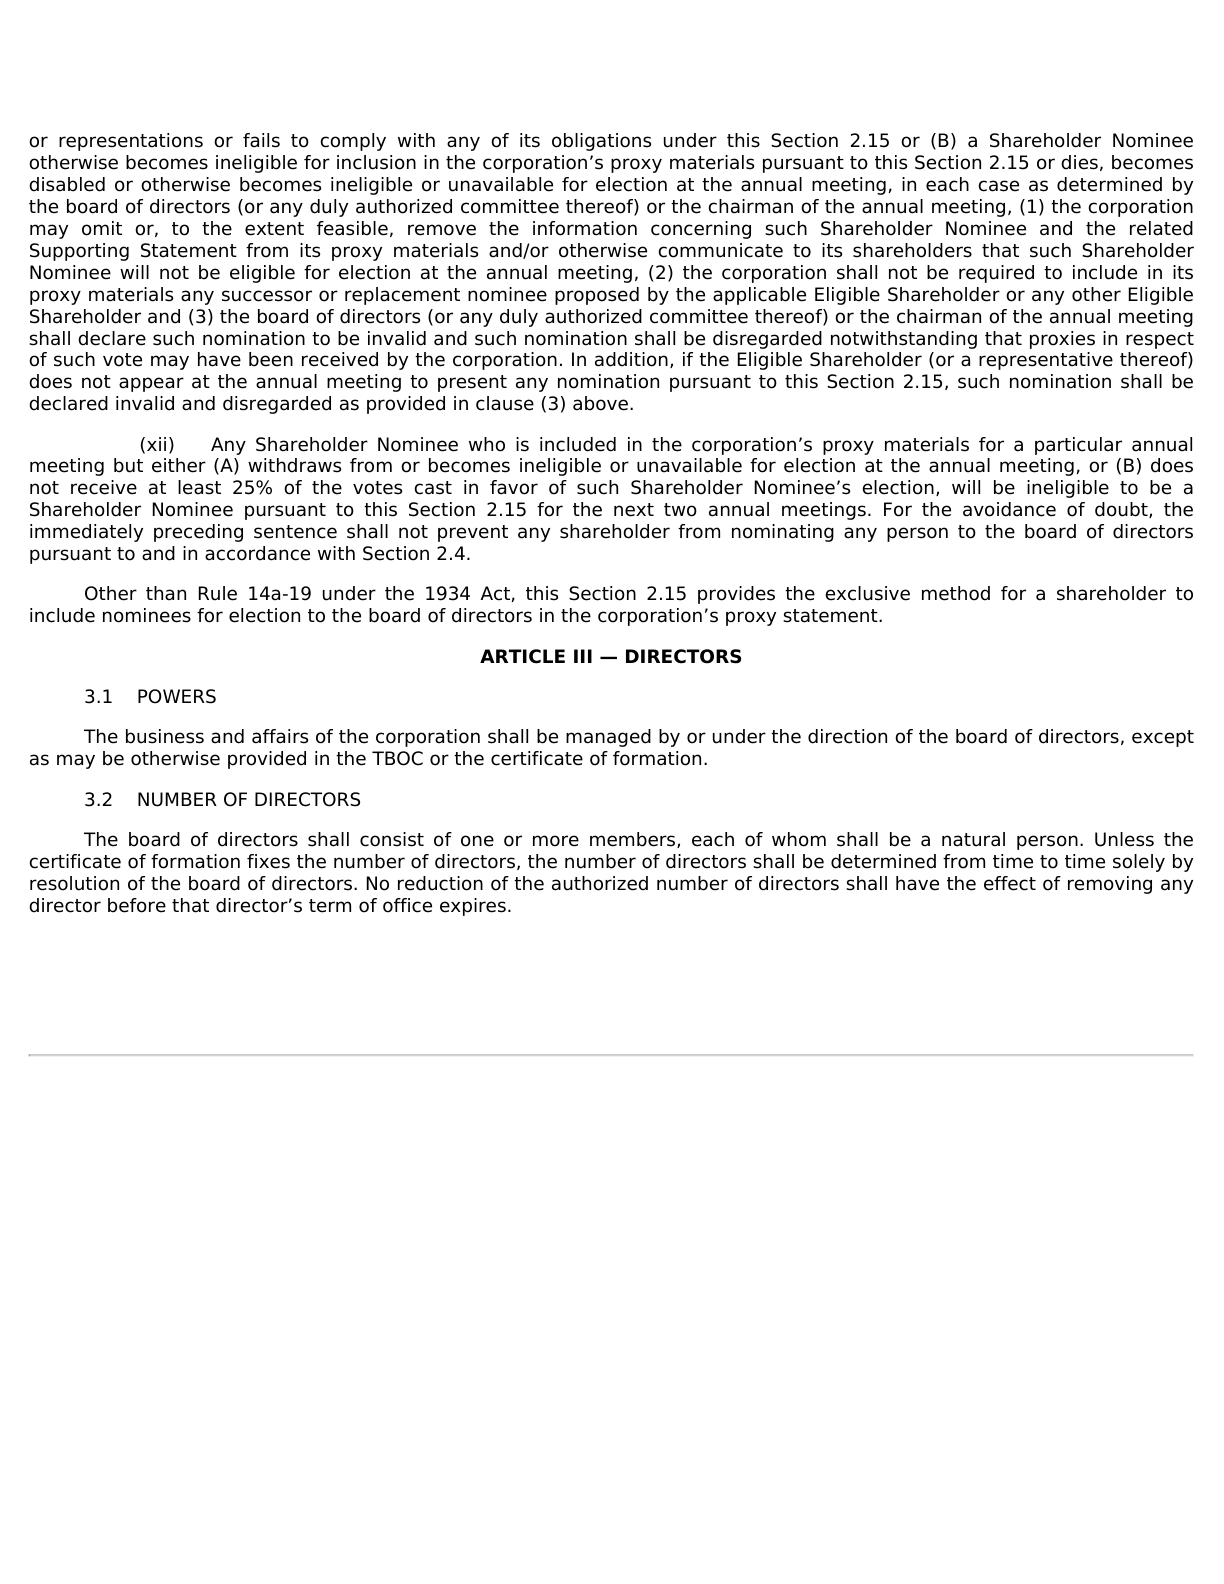 or representations or fails to comply with any of its obligations under this Section 2.15 or (B) a Shareholder Nominee
otherwise becomes ineligible for inclusion in the corporation’s proxy materials pursuant to this Section 2.15 or dies, becomes
disabled or otherwise becomes ineligible or unavailable for election at the annual meeting, in each case as determined by
the board of directors (or any duly authorized committee thereof) or the chairman of the annual meeting, (1) the corporation
may omit or, to the extent feasible, remove the information concerning such Shareholder Nominee and the related
Supporting Statement from its proxy materials and/or otherwise communicate to its shareholders that such Shareholder
Nominee will not be eligible for election at the annual meeting, (2) the corporation shall not be required to include in its
proxy materials any successor or replacement nominee proposed by the applicable Eligible Shareholder or any other Eligible
Shareholder and (3) the board of directors (or any duly authorized committee thereof) or the chairman of the annual meeting
shall declare such nomination to be invalid and such nomination shall be disregarded notwithstanding that proxies in respect
of such vote may have been received by the corporation. In addition, if the Eligible Shareholder (or a representative thereof)
does not appear at the annual meeting to present any nomination pursuant to this Section 2.15, such nomination shall be
declared invalid and disregarded as provided in clause (3) above.
(xii) Any Shareholder Nominee who is included in the corporation’s proxy materials for a particular annual
meeting but either (A) withdraws from or becomes ineligible or unavailable for election at the annual meeting, or (B) does
not receive at least 25% of the votes cast in favor of such Shareholder Nominee’s election, will be ineligible to be a
Shareholder Nominee pursuant to this Section 2.15 for the next two annual meetings. For the avoidance of doubt, the
immediately preceding sentence shall not prevent any shareholder from nominating any person to the board of directors
pursuant to and in accordance with Section 2.4.
Other than Rule 14a-19 under the 1934 Act, this Section 2.15 provides the exclusive method for a shareholder to
include nominees for election to the board of directors in the corporation’s proxy statement.
ARTICLE III — DIRECTORS
3.1 POWERS
The business and affairs of the corporation shall be managed by or under the direction of the board of directors, except
as may be otherwise provided in the TBOC or the certificate of formation.
3.2 NUMBER OF DIRECTORS
The board of directors shall consist of one or more members, each of whom shall be a natural person. Unless the
certificate of formation fixes the number of directors, the number of directors shall be determined from time to time solely by
resolution of the board of directors. No reduction of the authorized number of directors shall have the effect of removing any
director before that director’s term of office expires.